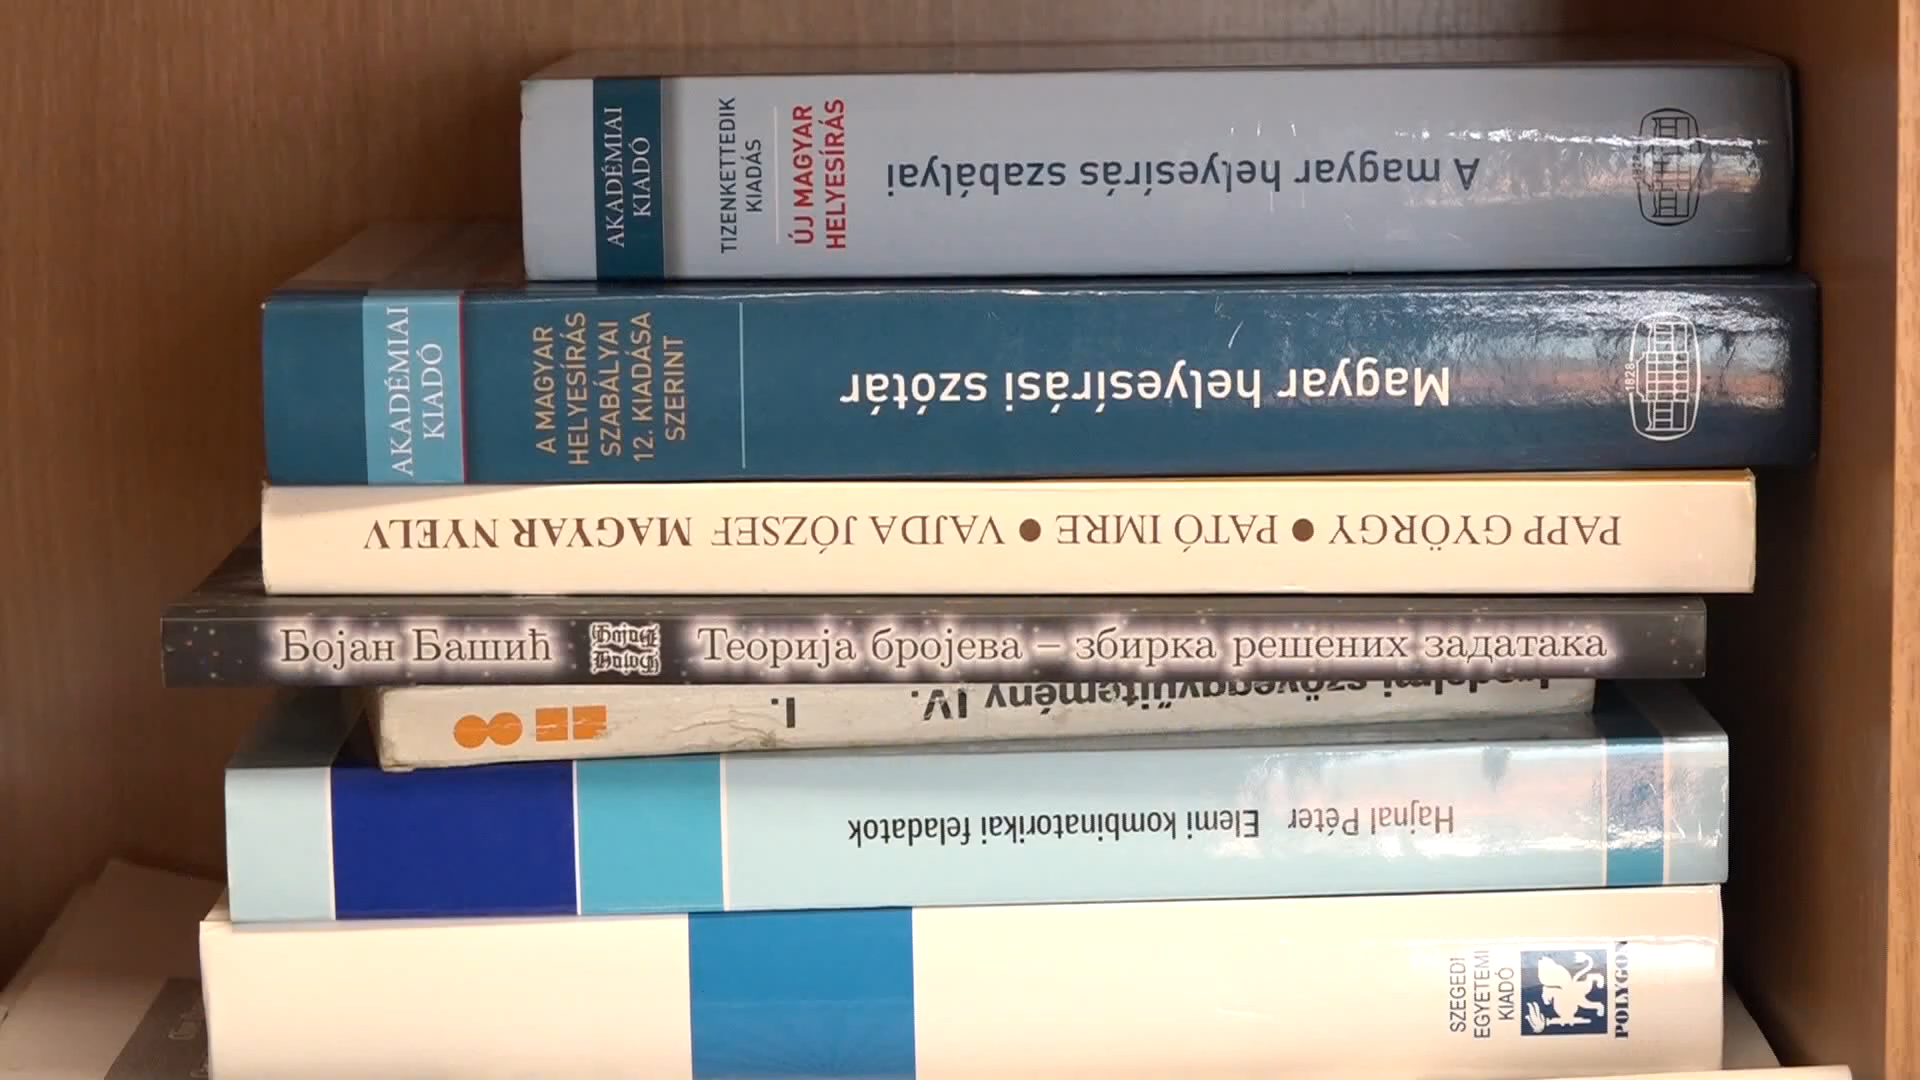 AKADÉMIAI
KIADÓ
TIZENKETTEDIK
KIADÁS
ÚJ MAGYAR
HELYESÍRÁS
A magyar helyesírás szabályai
AKADÉMIAI
KIADÓ
A MAGYAR
HELYESÍRÁS
SZABÁLYAI
12. KIADÁSA
SZERINT
Magyar helyesírási szótár
1828
PAPP GYÖRGY ● PATÓ IMRE ● VAJDA JÓZSEF MAGYAR NYELV
Бојан Башић Теорија бројева – збирка решених задатака
Irodalmi szöveggyűjtemény IV. I.
Hajnal Péter Elemi kombinatorikai feladatok
SZEGEDI
EGYETEMI
KIADÓ
POLYGON